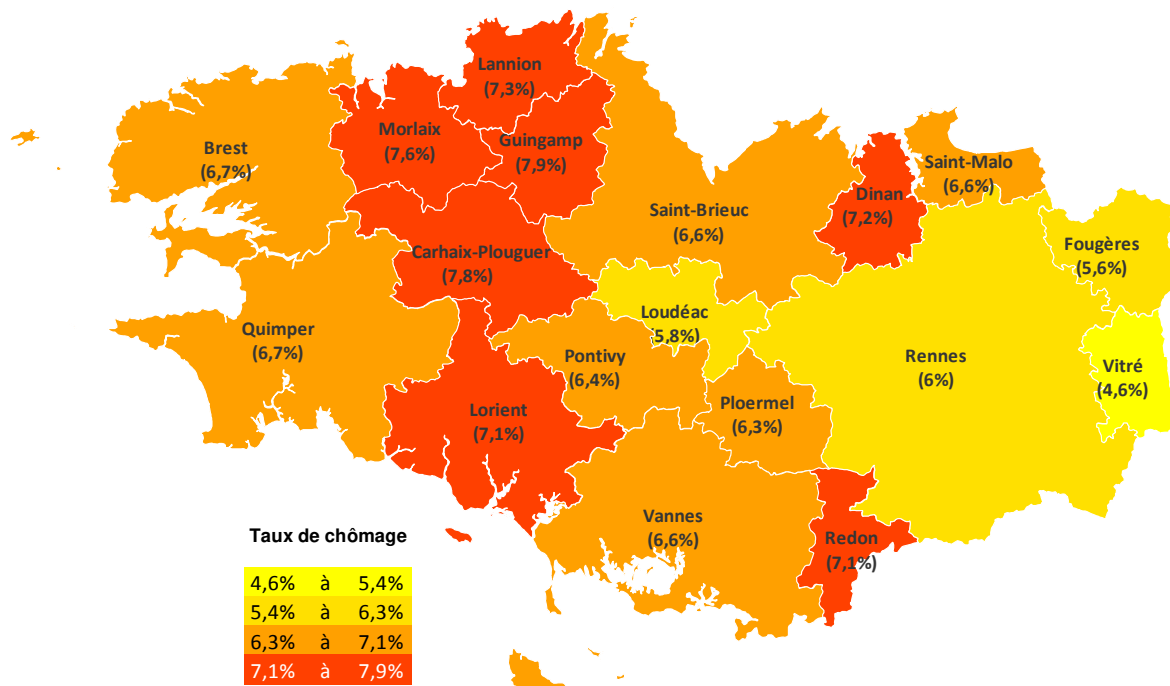 Lannion
(7,3%)
Morlaix
(7,6%)
Guingamp
(7,9%)
Brest
(6,7%)
Saint-Malo
(6,6%)
Dinan
(7,2%)
Saint-Brieuc
(6,6%)
Fougères
(5,6%)
Carhaix-Plouguer
(7,8%)
Loudéac
(5,8%)
Quimper
(6,7%)
Pontivy
(6,4%)
Rennes
(6%)
Vitré
(4,6%)
Ploermel
(6,3%)
Lorient
(7,1%)
Vannes
(6,6%)
Redon
(7,1%)
Taux de chômage
4,6% à 5,4%
5,4% à 6,3%
6,3% à 7,1%
7,1% à 7,9%